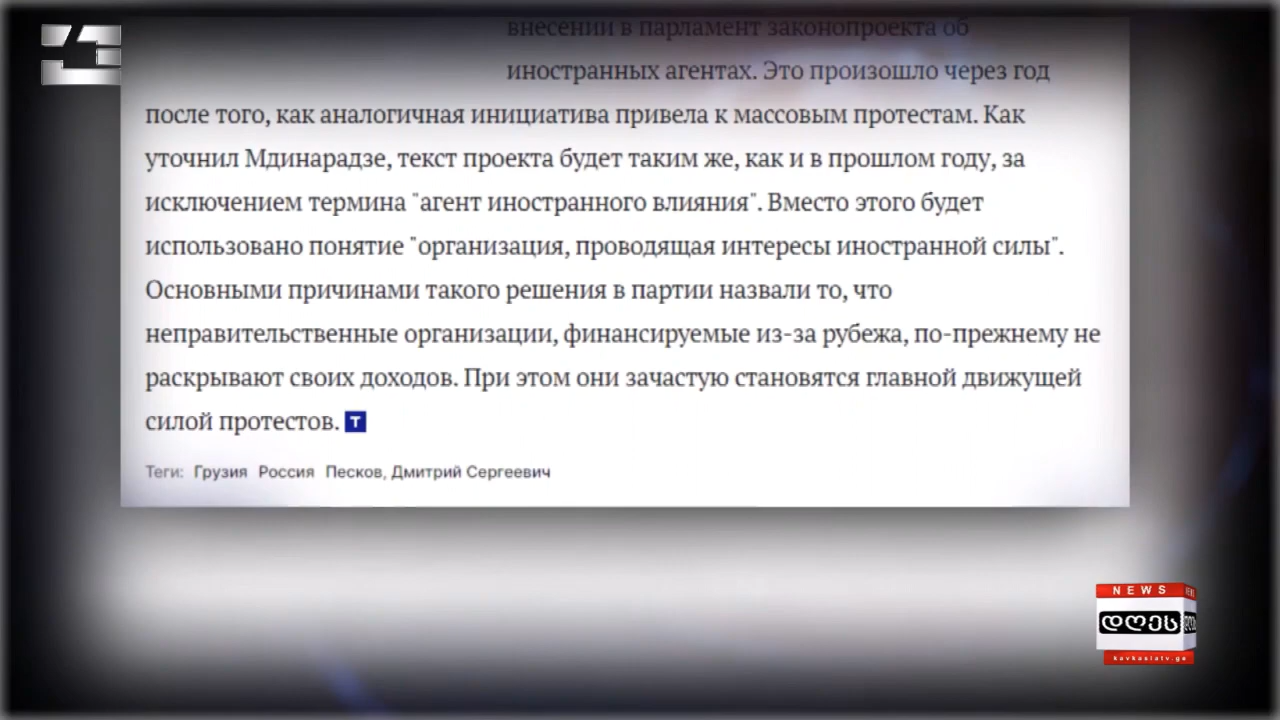 внесении в парламент законопроекта об
иностранных агентах. Это произошло через год
после того, как аналогичная инициатива привела к массовым протестам. Как
уточнил Мдинарадзе, текст проекта будет таким же, как и в прошлом году, за
исключением термина "агент иностранного влияния". Вместо этого будет
использовано понятие "организация, проводящая интересы иностранной силы".
Основными причинами такого решения в партии назвали то, что
неправительственные организации, финансируемые из-за рубежа, по-прежнему не
раскрывают своих доходов. При этом они зачастую становятся главной движущей
силой протестов. Т
Теги: Грузия Россия Песков, Дмитрий Сергеевич
NEWS
დღეს
kavkasiatv.ge